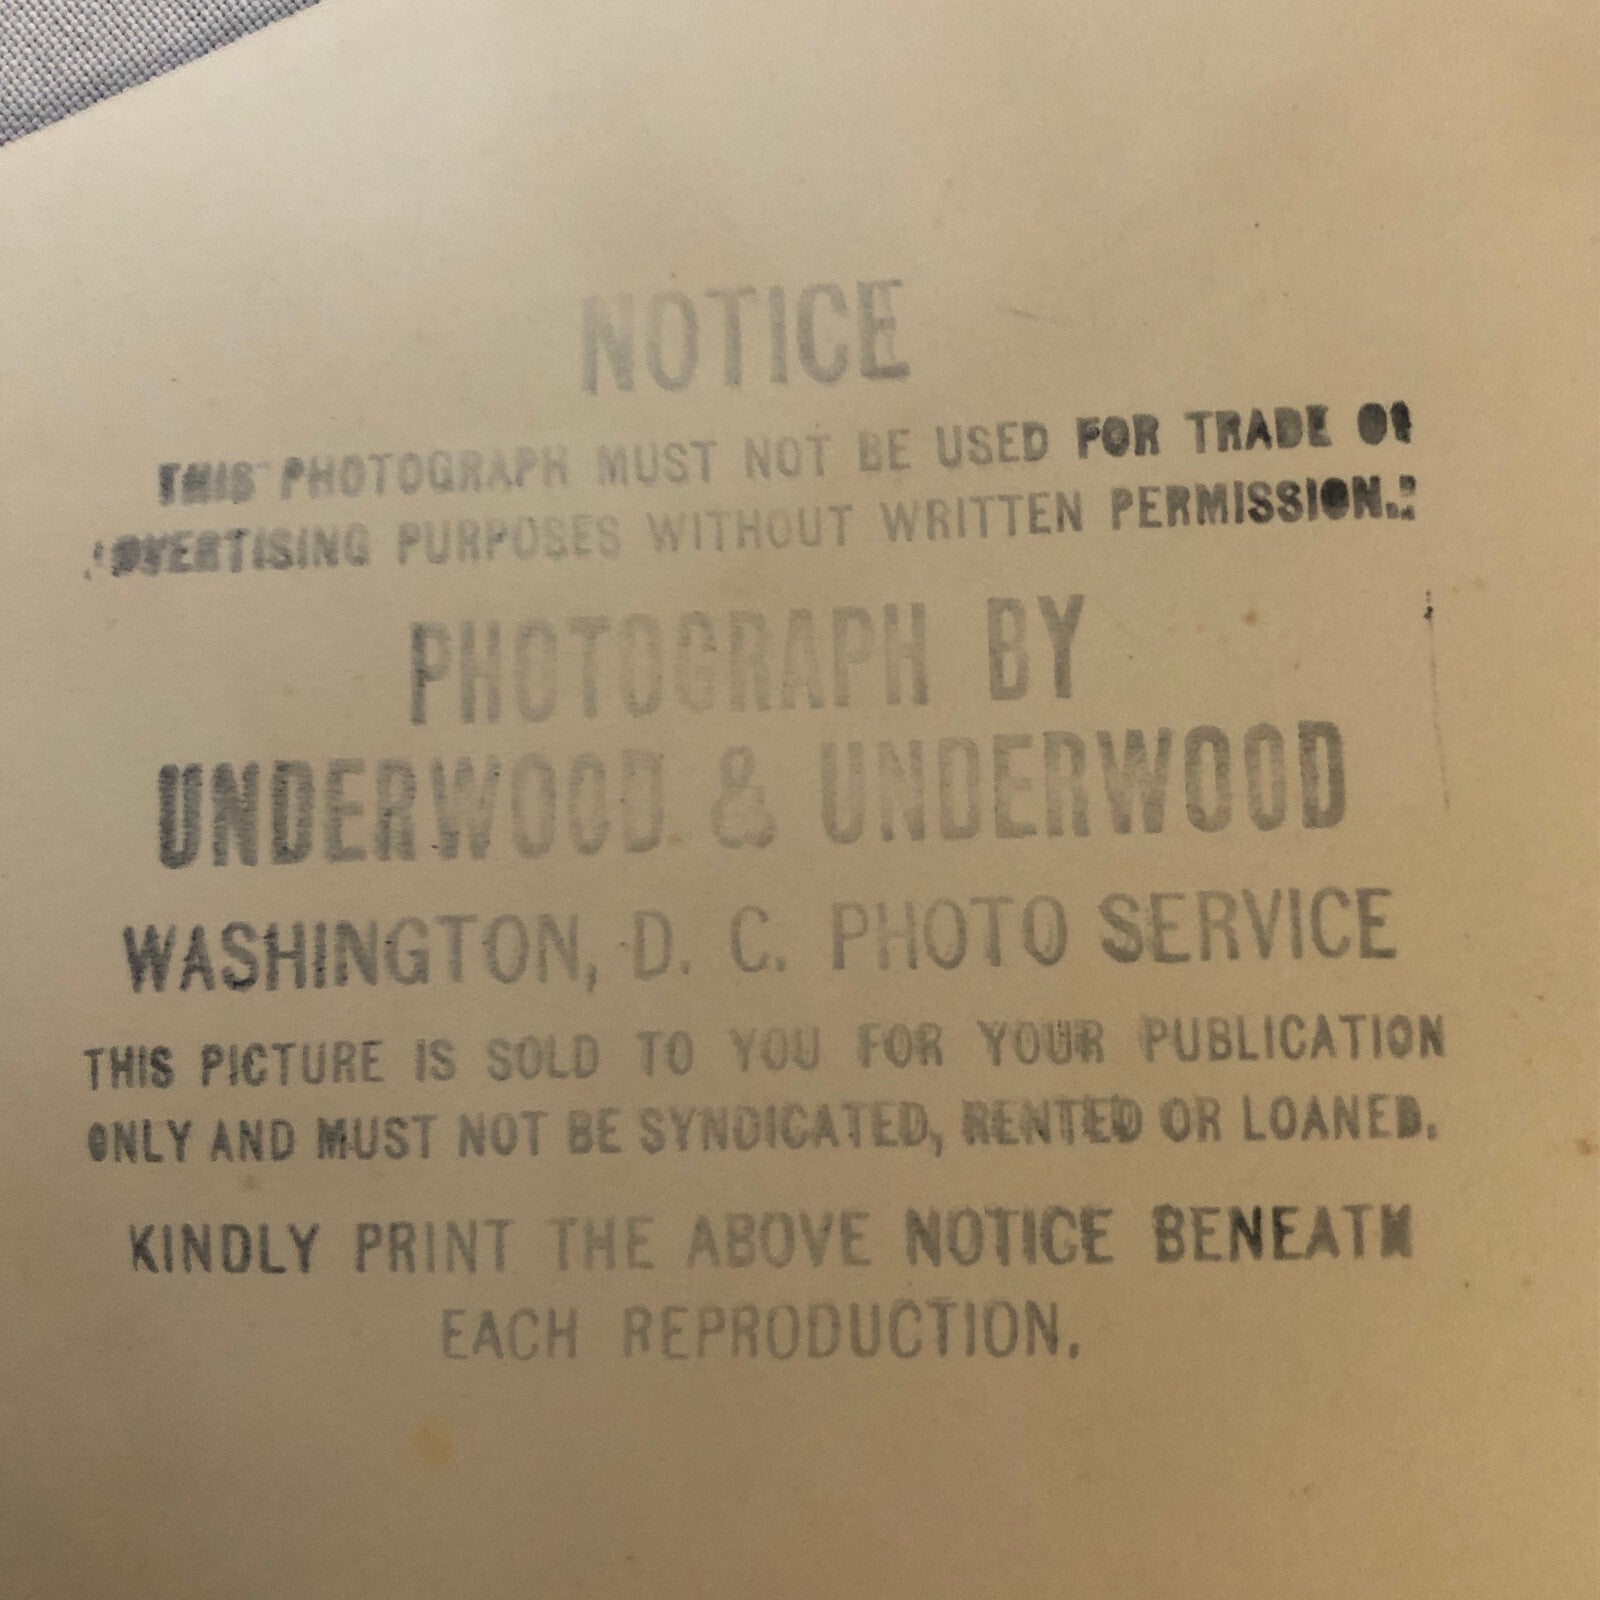 NOTICE
THIS PHOTOGRAPH MUST NOT BE USED FOR TRADE OR
ADVERTISING PURPOSES WITHOUT WRITTEN PERMISSION.
PHOTOGRAPH BY
UNDERWOOD & UNDERWOOD
WASHINGTON, D. C. PHOTO SERVICE
THIS PICTURE IS SOLD TO YOU FOR YOUR PUBLICATION
ONLY AND MUST NOT BE SYNDICATED, RENTED OR LOANED.
KINDLY PRINT THE ABOVE NOTICE BENEATH
EACH REPRODUCTION.